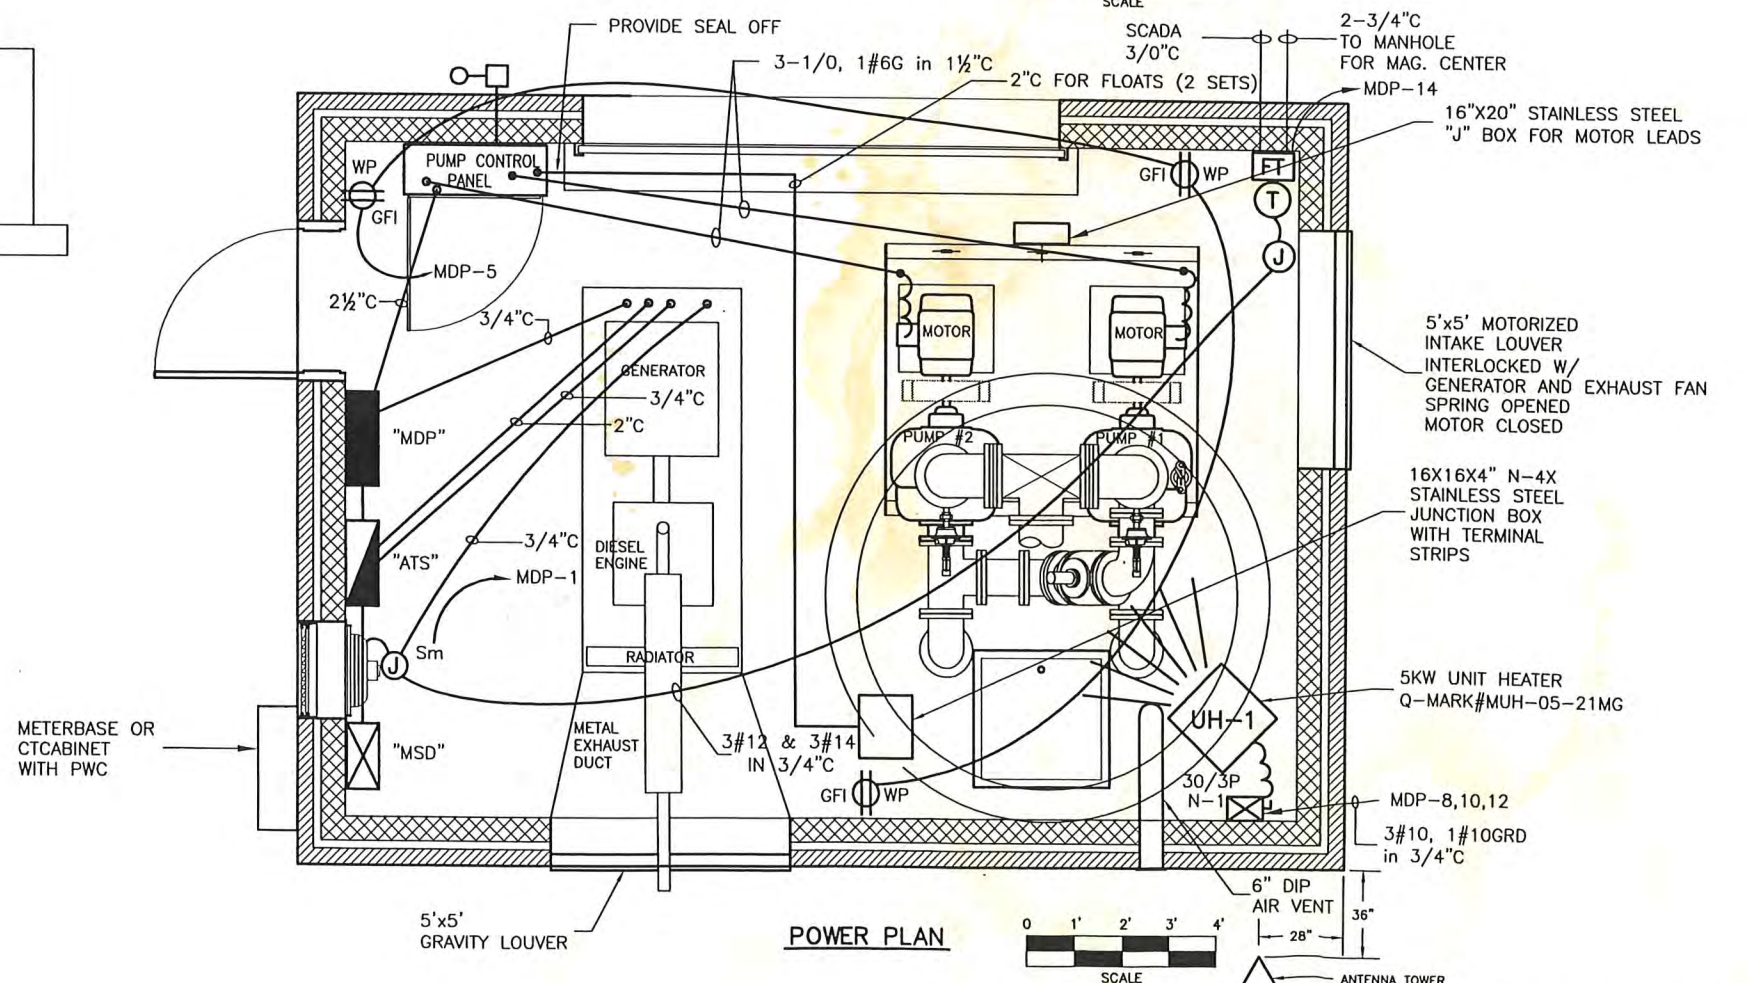 SCALE
PROVIDE SEAL OFF
SCADA
3/0"C
2-3/4"C
TO MANHOLE
FOR MAG. CENTER
3-1/0, 1#6G in 1½"C
2"C FOR FLOATS (2 SETS)
MDP-14
16"X20" STAINLESS STEEL
"J" BOX FOR MOTOR LEADS
WP
GFI
PUMP CONTROL
PANEL
GFI
WP
FT
T
J
MDP-5
2½"C
3/4"C
MOTOR
MOTOR
GENERATOR
3/4"C
2"C
"MDP"
5'x5' MOTORIZED
INTAKE LOUVER
INTERLOCKED W/
GENERATOR AND EXHAUST FAN
SPRING OPENED
MOTOR CLOSED
PUMP #2
PUMP #1
M
16X16X4" N-4X
STAINLESS STEEL
JUNCTION BOX
WITH TERMINAL
STRIPS
3/4"C
DIESEL
ENGINE
"ATS"
MDP-1
Sm
J
RADIATOR
METERBASE OR
CTCABINET
WITH PWC
"MSD"
METAL
EXHAUST
DUCT
3#12 & 3#14
IN 3/4"C
GFI
WP
UH-1
5KW UNIT HEATER
Q-MARK#MUH-05-21MG
30/3P
N-1
MDP-8,10,12
3#10, 1#10GRD
in 3/4"C
6" DIP
AIR VENT
36"
28"
5'x5'
GRAVITY LOUVER
POWER PLAN
0 1' 2' 3' 4'
SCALE
ANTENNA TOWER